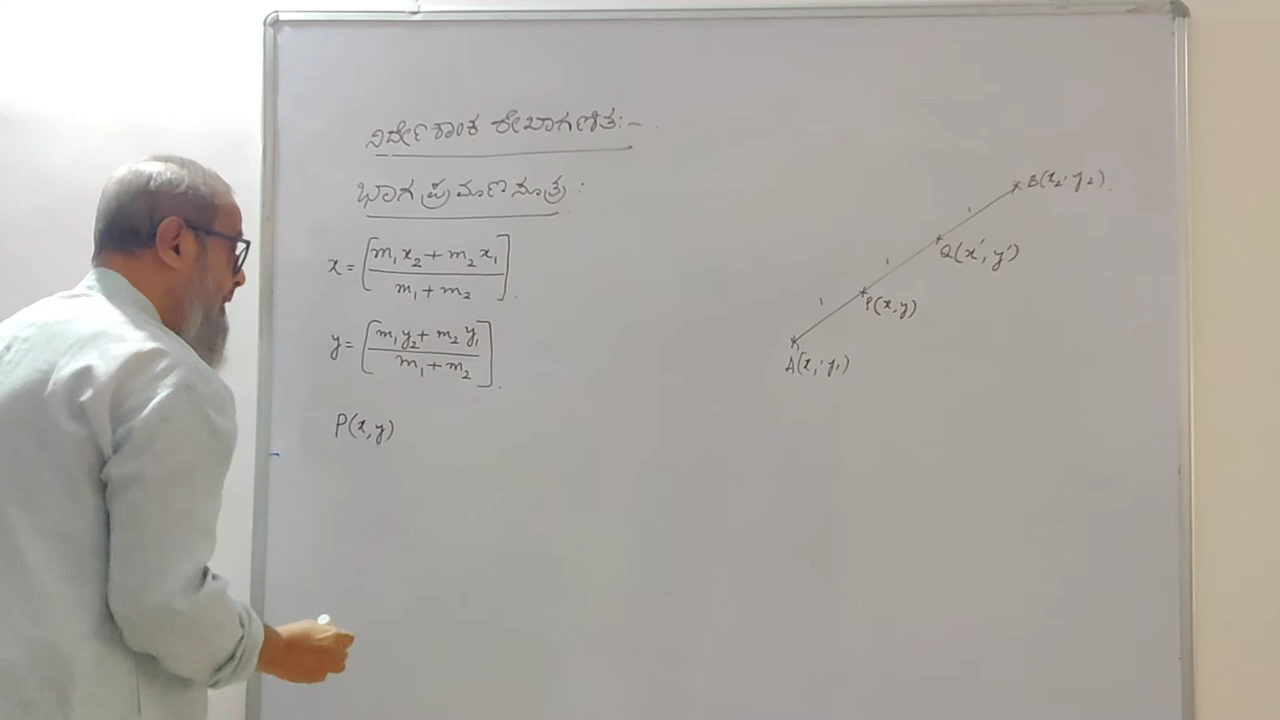 ನಿರ್ದೇಶಾಂಕ ರೇಖಾಗಣಿತ:-
ಭಾಗ ಪ್ರಮಾಣ ಸೂತ್ರ :
x = [m₁x₂ + m₂x₁ / m₁ + m₂].
y = [m₁y₂ + m₂y₁ / m₁ + m₂].
P(x, y)
B(x₂, y₂).
Q(x′, y′)
P(x, y)
A(x₁, y₁)